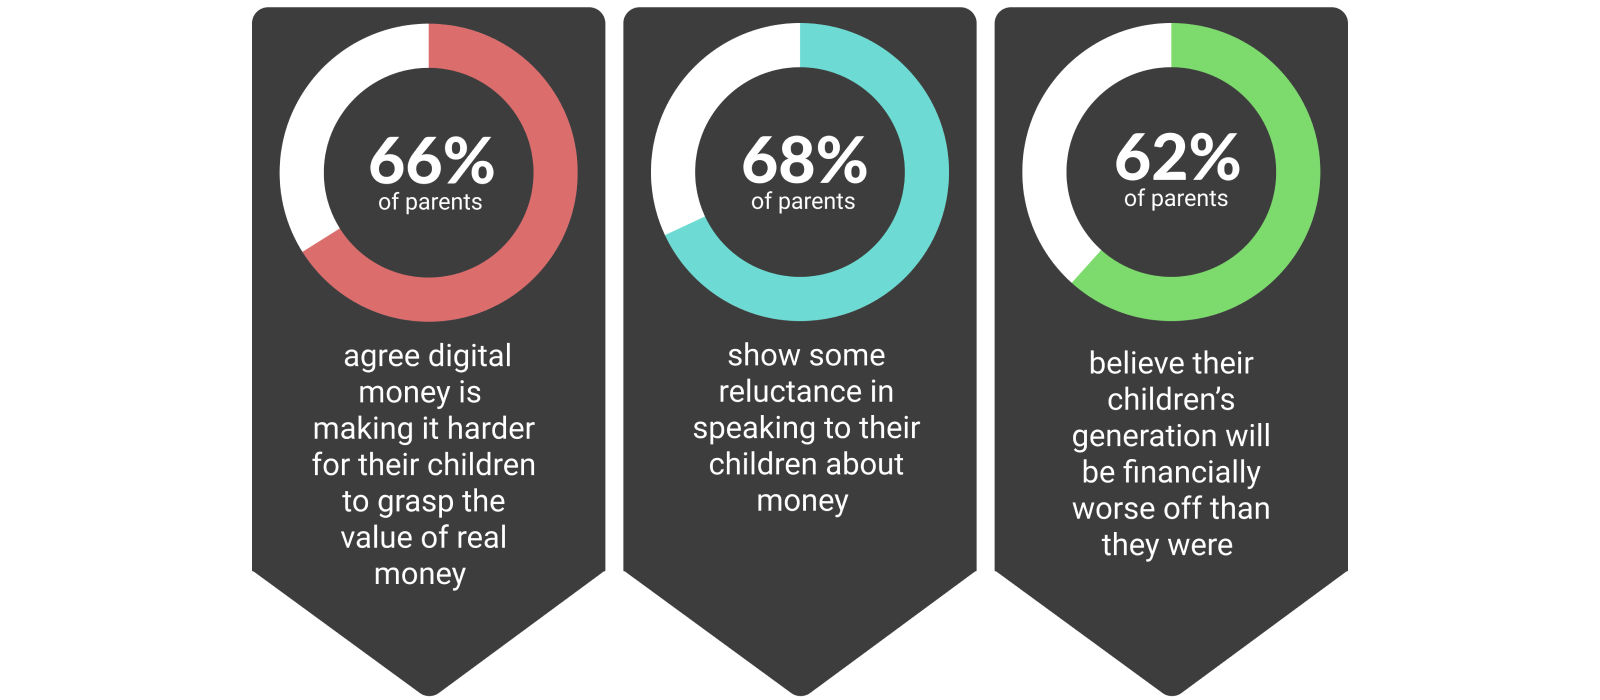 66%
of parents
agree digital
money is
making it harder
for their children
to grasp the
value of real
money
68%
of parents
show some
reluctance in
speaking to their
children about
money
62%
of parents
believe their
children’s
generation will
be financially
worse off than
they were